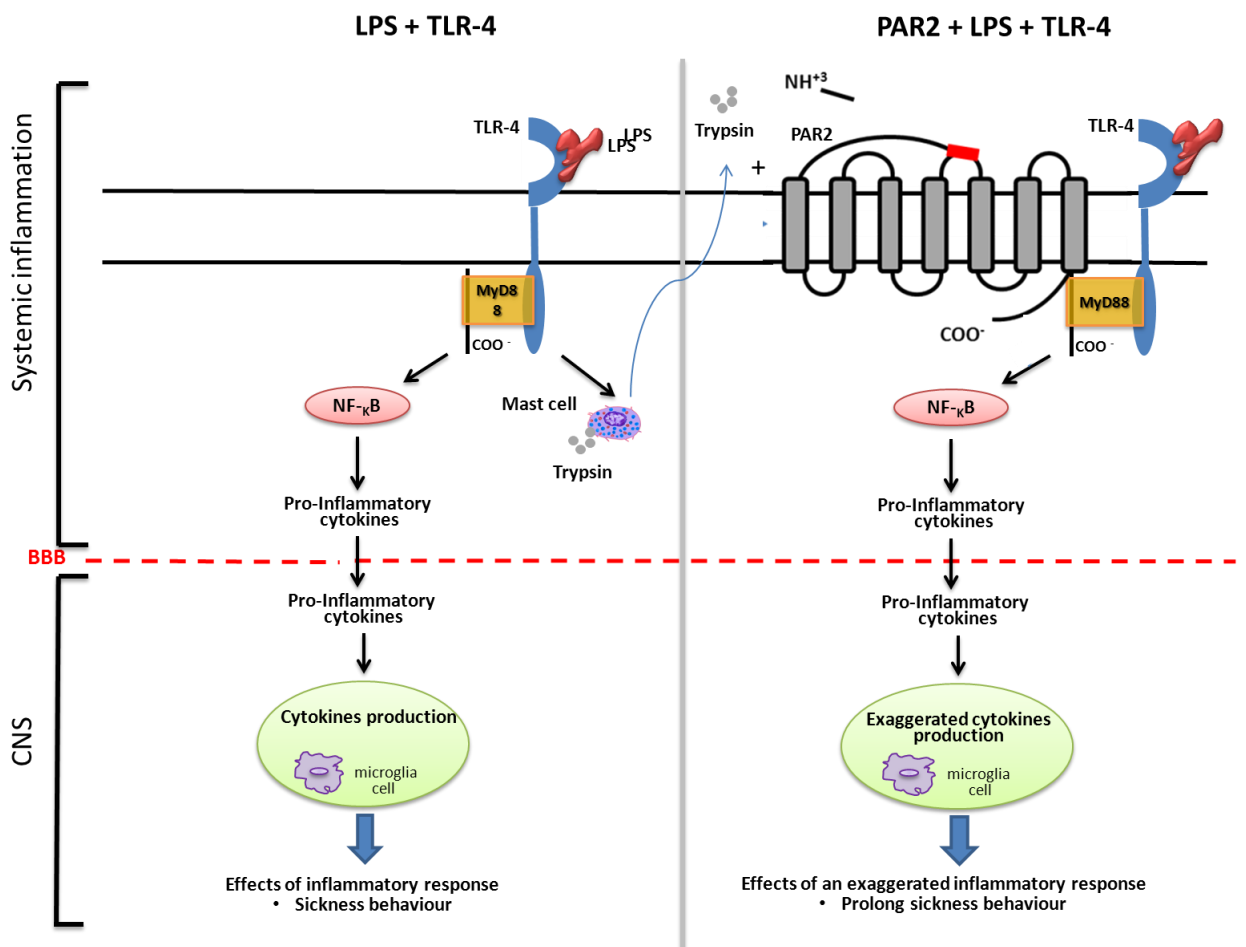 LPS + TLR-4
PAR2 + LPS + TLR-4
Systemic inflammation
TLR-4
LPS
LPS
MyD8
8
COO -
NF-κB
Mast cell
Trypsin
Pro-Inflammatory
cytokines
Trypsin
+
NH+3
PAR2
TLR-4
COO-
MyD88
COO -
NF-κB
Pro-Inflammatory
cytokines
BBB
CNS
Pro-Inflammatory
cytokines
Cytokines production
microglia
cell
Effects of inflammatory response
• Sickness behaviour
Pro-Inflammatory
cytokines
Exaggerated cytokines
production
microglia
cell
Effects of an exaggerated inflammatory response
• Prolong sickness behaviour